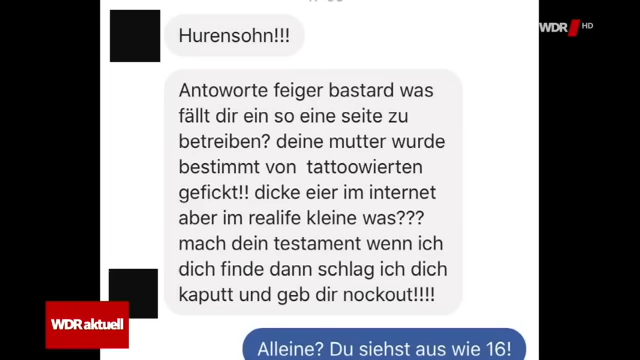 WDR HD
Hurensohn!!!
Antoworte feiger bastard was
fällt dir ein so eine seite zu
betreiben? deine mutter wurde
bestimmt von tattoowierten
gefickt!! dicke eier im internet
aber im realife kleine was???
mach dein testament wenn ich
dich finde dann schlag ich dich
kaputt und geb dir nockout!!!!
WDR aktuell
Alleine? Du siehst aus wie 16!